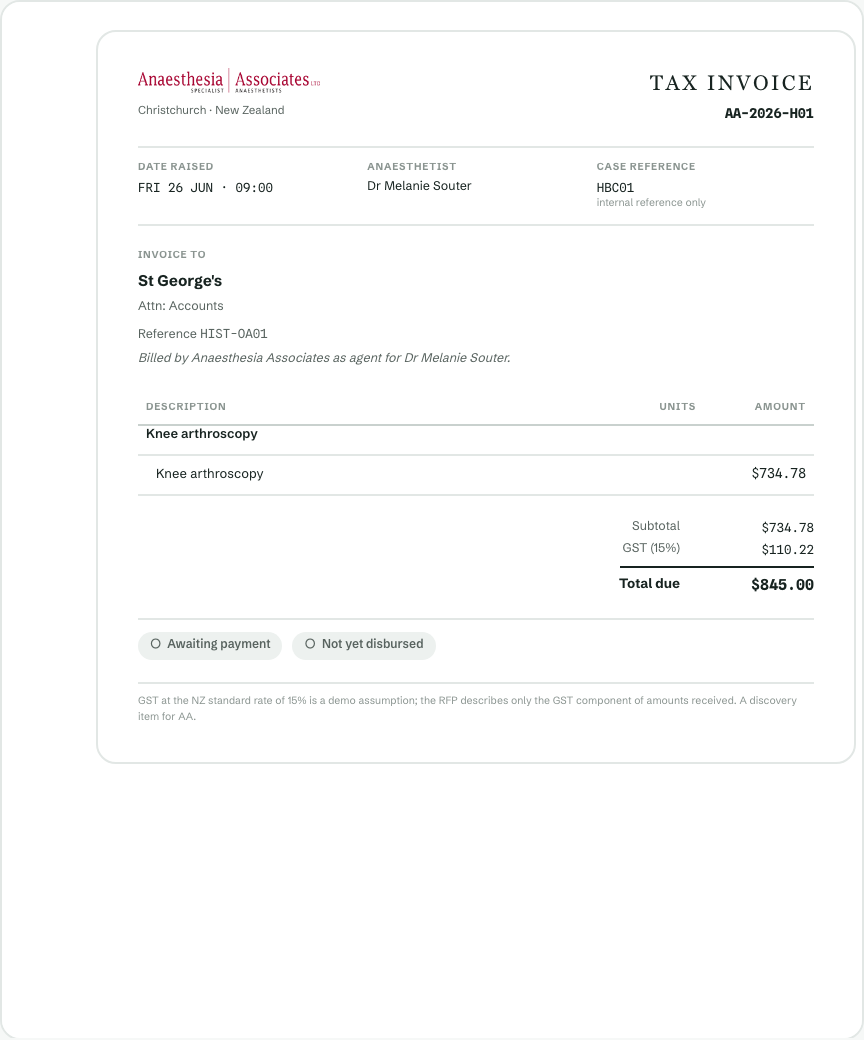 Anaesthesia Associates LTD
SPECIALIST ANAESTHETISTS
Christchurch · New Zealand
TAX INVOICE
AA-2026-H01
DATE RAISED
FRI 26 JUN · 09:00
ANAESTHETIST
Dr Melanie Souter
CASE REFERENCE
HBC01
internal reference only
INVOICE TO
St George's
Attn: Accounts
Reference HIST-OA01
Billed by Anaesthesia Associates as agent for Dr Melanie Souter.
DESCRIPTION UNITS AMOUNT
Knee arthroscopy
Knee arthroscopy $734.78
Subtotal $734.78
GST (15%) $110.22
Total due $845.00
Awaiting payment Not yet disbursed
GST at the NZ standard rate of 15% is a demo assumption; the RFP describes only the GST component of amounts received. A discovery
item for AA.